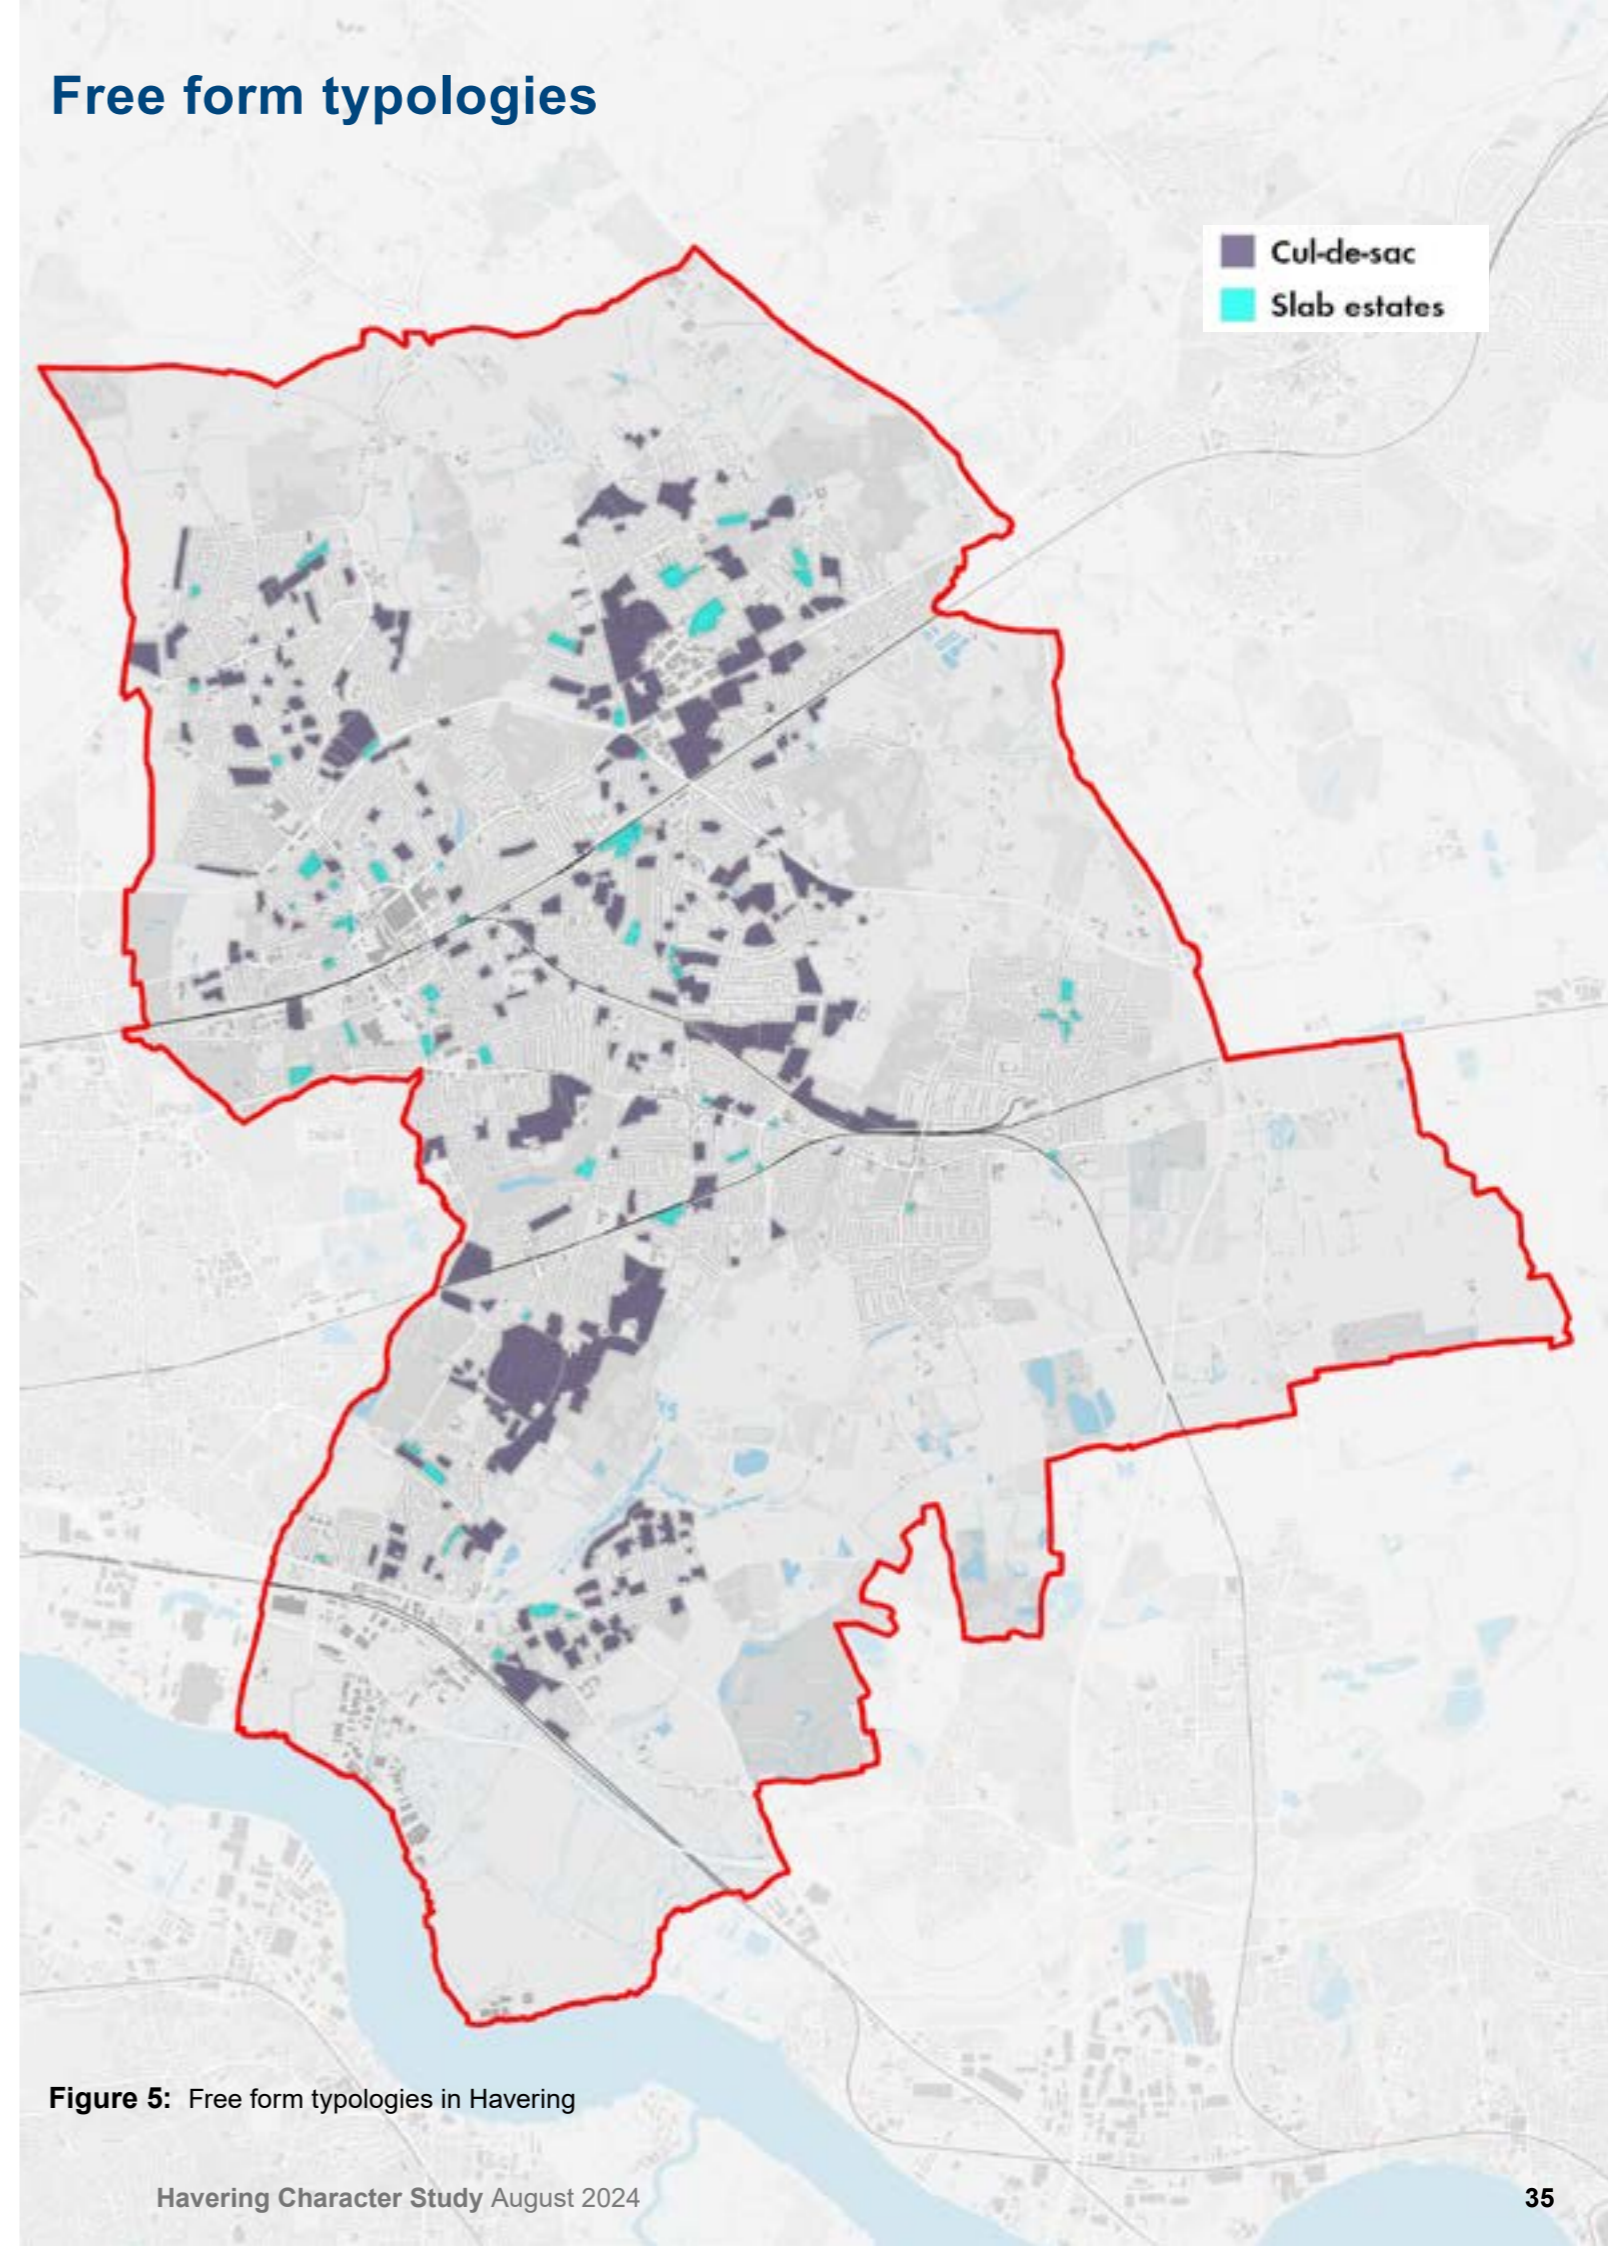 Free form typologies
Cul-de-sac
Slab estates
Figure 5: Free form typologies in Havering
Havering Character Study August 2024
35